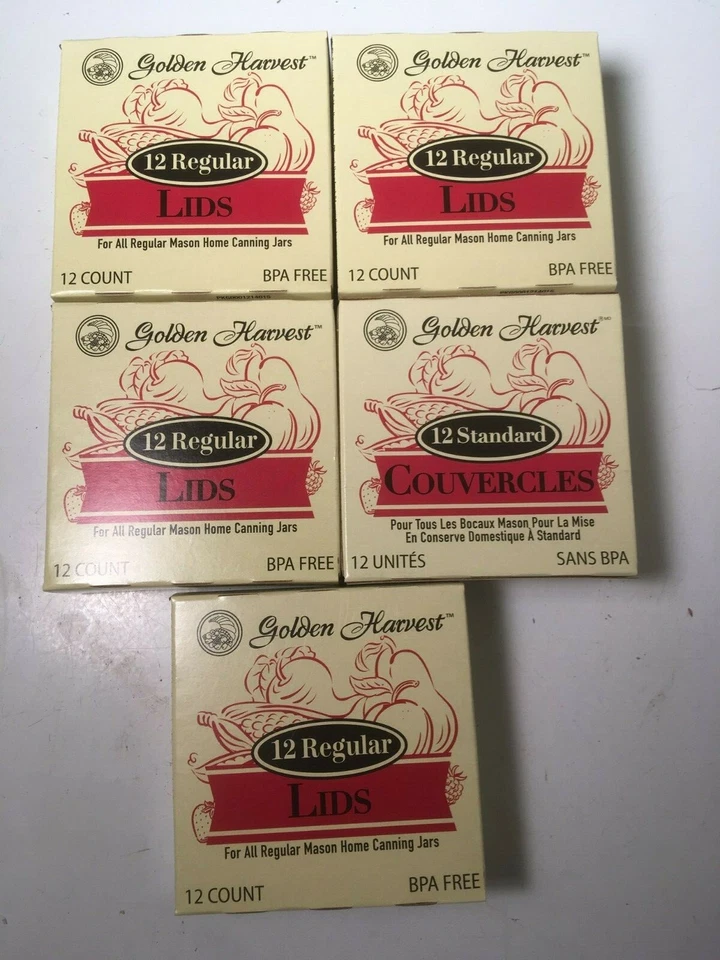 Golden Harvest™
12 Regular
LIDS
For All Regular Mason Home Canning Jars
12 COUNT BPA FREE
Golden Harvest™
12 Regular
LIDS
For All Regular Mason Home Canning Jars
12 COUNT BPA FREE
Golden Harvest™
12 Regular
LIDS
For All Regular Mason Home Canning Jars
12 COUNT BPA FREE
Golden Harvest
12 Standard
COUVERCLES
Pour Tous Les Bocaux Mason Pour La Mise
En Conserve Domestique À Standard
12 UNITÉS SANS BPA
Golden Harvest™
12 Regular
LIDS
For All Regular Mason Home Canning Jars
12 COUNT BPA FREE